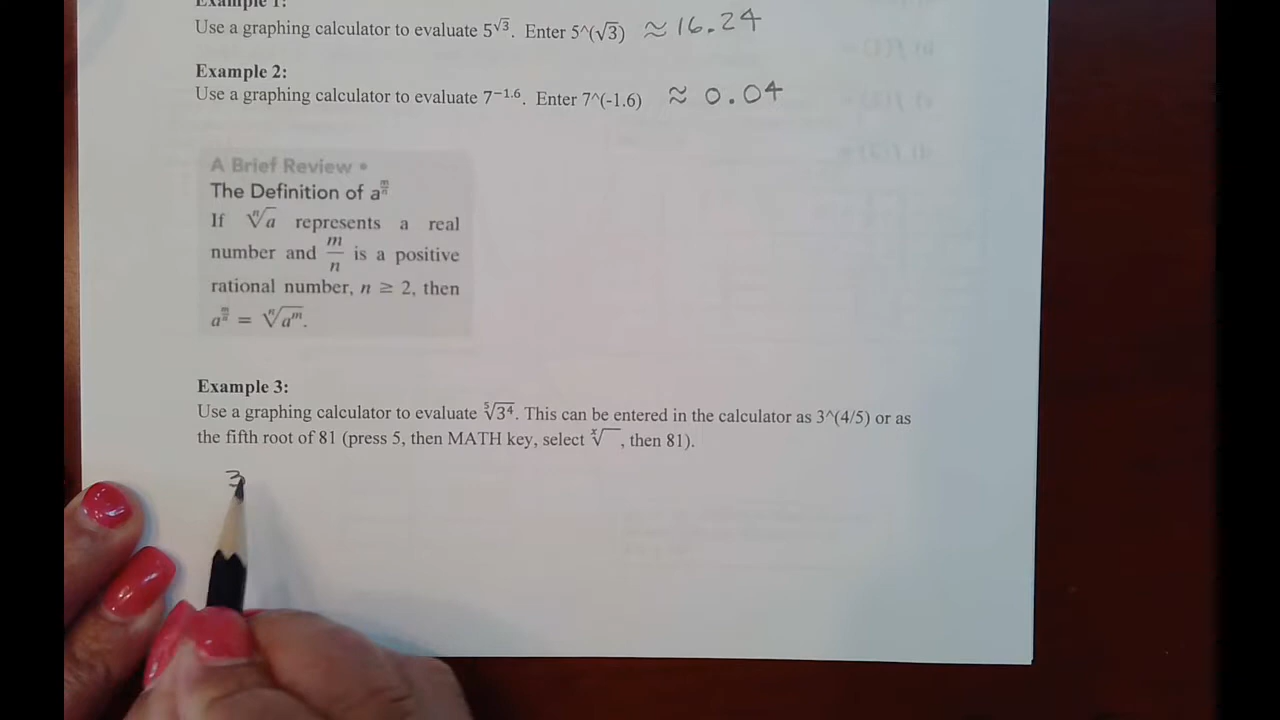 Example 1:
Use a graphing calculator to evaluate 5^√3. Enter 5^(√3) ≈ 16.24
Example 2:
Use a graphing calculator to evaluate 7^−1.6. Enter 7^(-1.6) ≈ 0.04
A Brief Review •
The Definition of a^(m/n)
If ⁿ√a represents a real
number and m/n is a positive
rational number, n ≥ 2, then
a^(m/n) = ⁿ√(a^m).
Example 3:
Use a graphing calculator to evaluate ⁵√(3⁴). This can be entered in the calculator as 3^(4/5) or as
the fifth root of 81 (press 5, then MATH key, select ˣ√ , then 81).
3